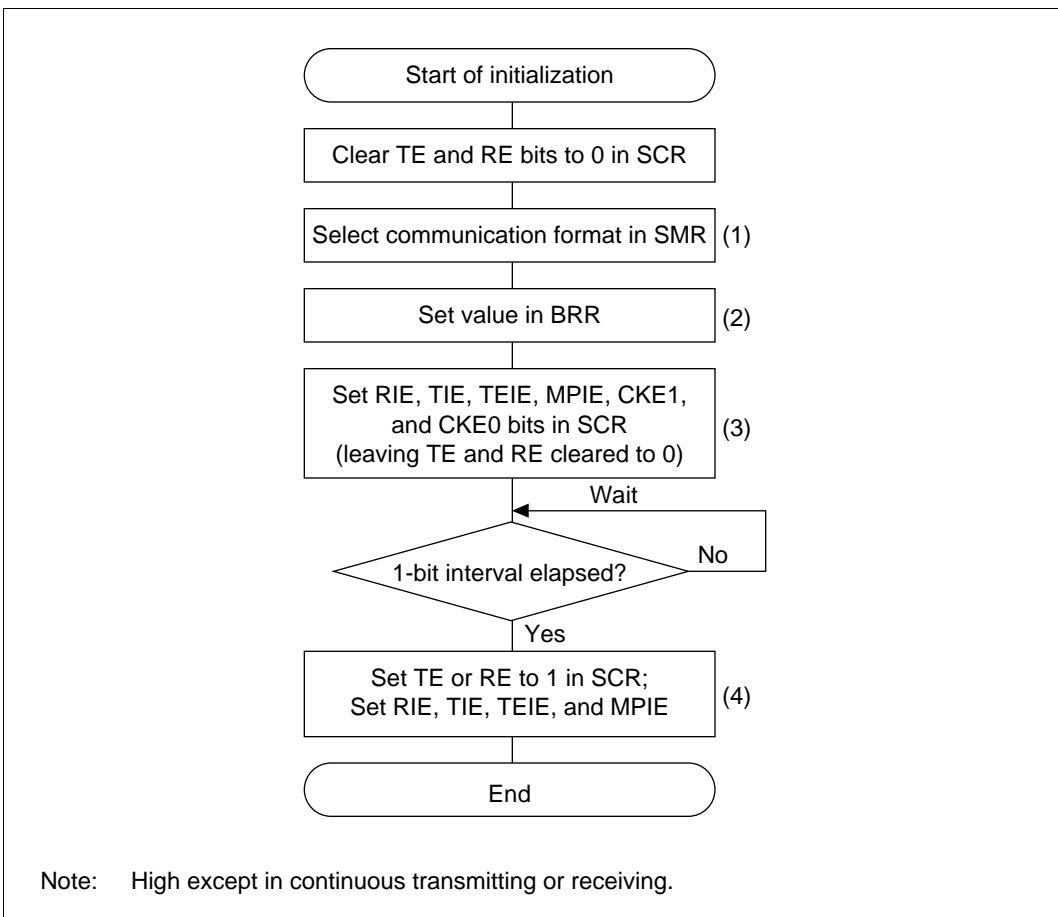 Start of initialization
Clear TE and RE bits to 0 in SCR
Select communication format in SMR
(1)
Set value in BRR
(2)
Set RIE, TIE, TEIE, MPIE, CKE1,
and CKE0 bits in SCR
(leaving TE and RE cleared to 0)
(3)
Wait
1-bit interval elapsed?
No
Yes
Set TE or RE to 1 in SCR;
Set RIE, TIE, TEIE, and MPIE
(4)
End
Note: High except in continuous transmitting or receiving.